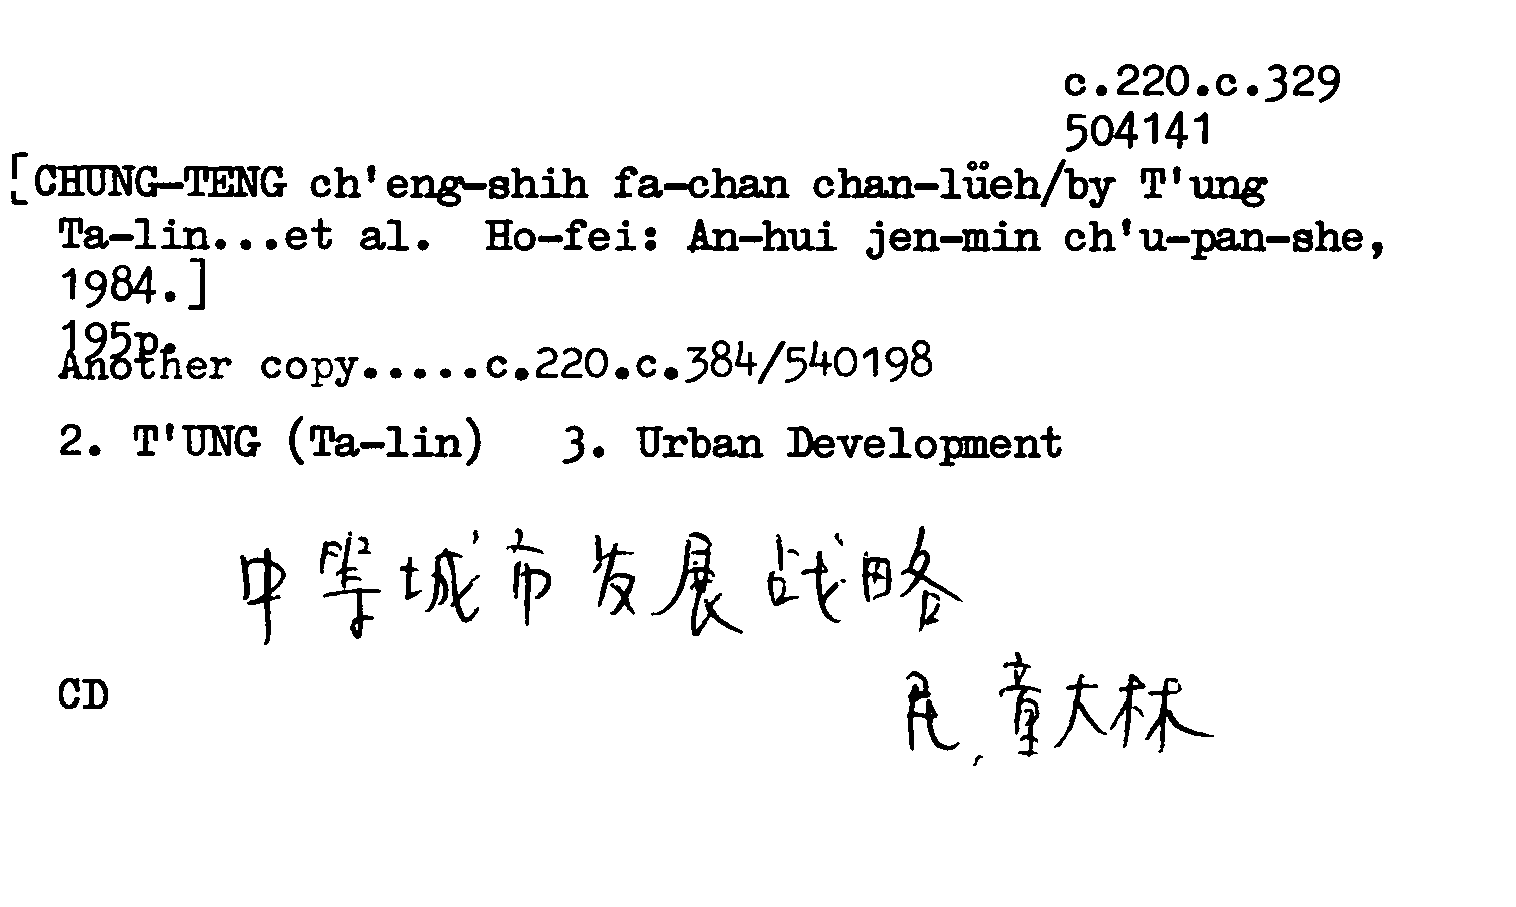 c.220.c.329
504141
[CHUNG-TENG ch'eng-shih fa-chan chan-lüeh/by T'ung
Ta-lin...et al. Ho-fei: An-hui jen-min ch'u-pan-she,
1984.]
195p.
Another copy.....c.220.c.384/540198
2. T'UNG (Ta-lin) 3. Urban Development
中等城市发展战略
CD
民,童大林